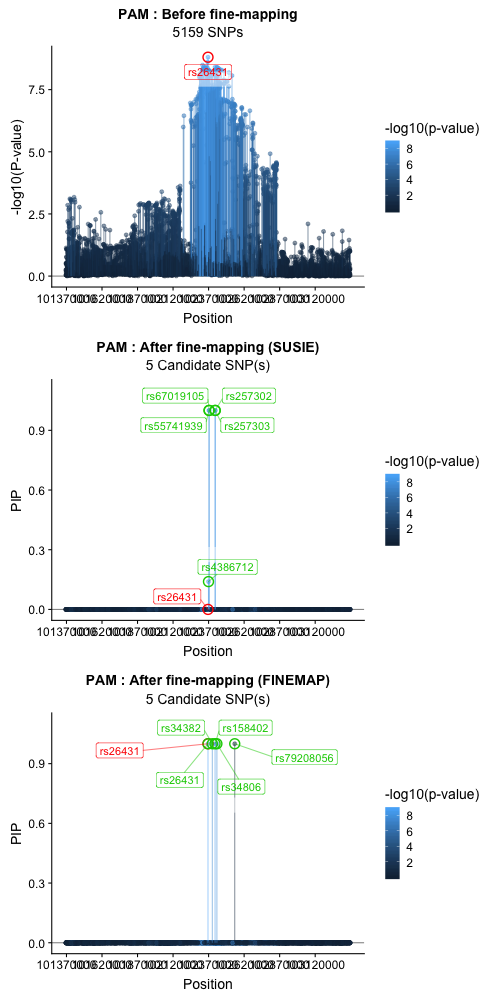 PAM : Before fine-mapping
5159 SNPs
rs26431
7.5
5.0
2.5
0.0
-log10(P-value)
Position
-log10(p-value)
8
6
4
2
PAM : After fine-mapping (SUSIE)
5 Candidate SNP(s)
rs67019105
rs257302
rs55741939
rs257303
rs4386712
rs26431
0.9
0.6
0.3
0.0
PIP
Position
-log10(p-value)
8
6
4
2
PAM : After fine-mapping (FINEMAP)
5 Candidate SNP(s)
rs34382
rs158402
rs26431
rs79208056
rs26431
rs34806
0.9
0.6
0.3
0.0
PIP
Position
-log10(p-value)
8
6
4
2